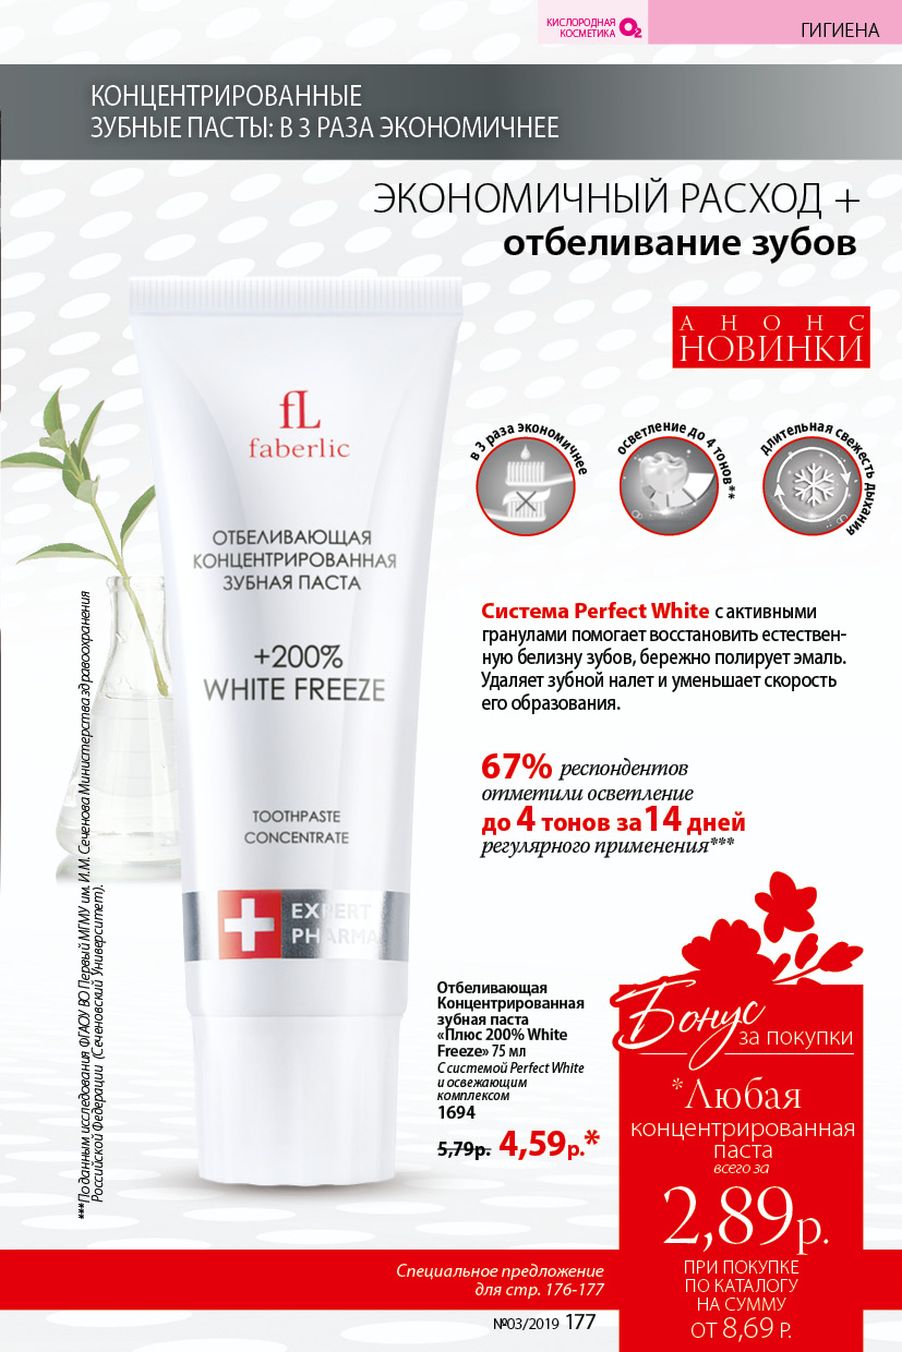 КИСЛОРОДНАЯ
КОСМЕТИКА O2
ГИГИЕНА
КОНЦЕНТРИРОВАННЫЕ
ЗУБНЫЕ ПАСТЫ: В 3 РАЗА ЭКОНОМИЧНЕЕ
ЭКОНОМИЧНЫЙ РАСХОД +
отбеливание зубов
АНОНС
НОВИНКИ
в 3 раза экономичнее
осветление до 4 тонов**
длительная свежесть дыхания
fL
faberlic
ОТБЕЛИВАЮЩАЯ
КОНЦЕНТРИРОВАННАЯ
ЗУБНАЯ ПАСТА
+200%
WHITE FREEZE
TOOTHPASTE
CONCENTRATE
EXPERT
PHARMA
Система Perfect White с активными
гранулами помогает восстановить естествен-
ную белизну зубов, бережно полирует эмаль.
Удаляет зубной налет и уменьшает скорость
его образования.
67% респондентов
отметили осветление
до 4 тонов за 14 дней
регулярного применения***
***По данным исследования ФГАОУ ВО Первый МГМУ им. И.М. Сеченова Министерства здравоохранения
Российской Федерации (Сеченовский Университет).
Отбеливающая
Концентрированная
зубная паста
«Плюс 200% White
Freeze» 75 мл
С системой Perfect White
и освежающим
комплексом
1694
5,79р. 4,59р.*
Бонус
за покупки
*Любая
концентрированная
паста
всего за
2,89р.
ПРИ ПОКУПКЕ
ПО КАТАЛОГУ
НА СУММУ
ОТ 8,69 Р.
Специальное предложение
для стр. 176-177
№03/2019 177